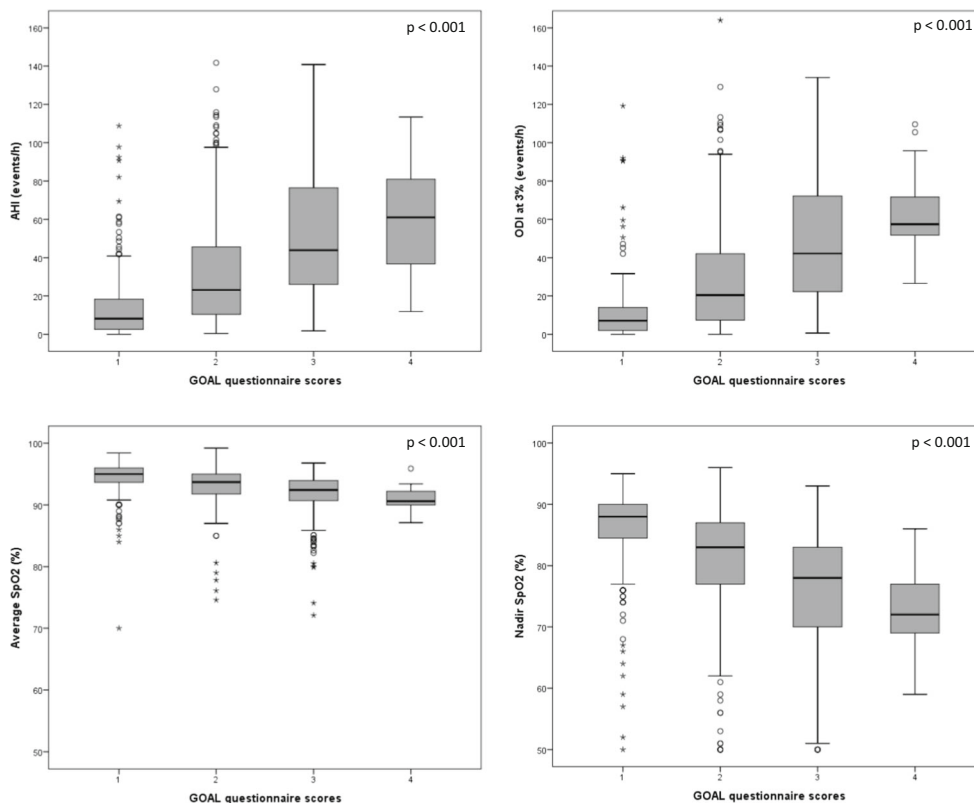 p < 0.001
160
140
120
100
80
60
40
20
0
AHI (events/h)
1 2 3 4
GOAL questionnaire scores
p < 0.001
160
140
120
100
80
60
40
20
0
ODI at 3% (events/h)
1 2 3 4
GOAL questionnaire scores
p < 0.001
100
90
80
70
60
50
Average SpO2 (%)
1 2 3 4
GOAL questionnaire scores
p < 0.001
100
90
80
70
60
50
Nadir SpO2 (%)
1 2 3 4
GOAL questionnaire scores